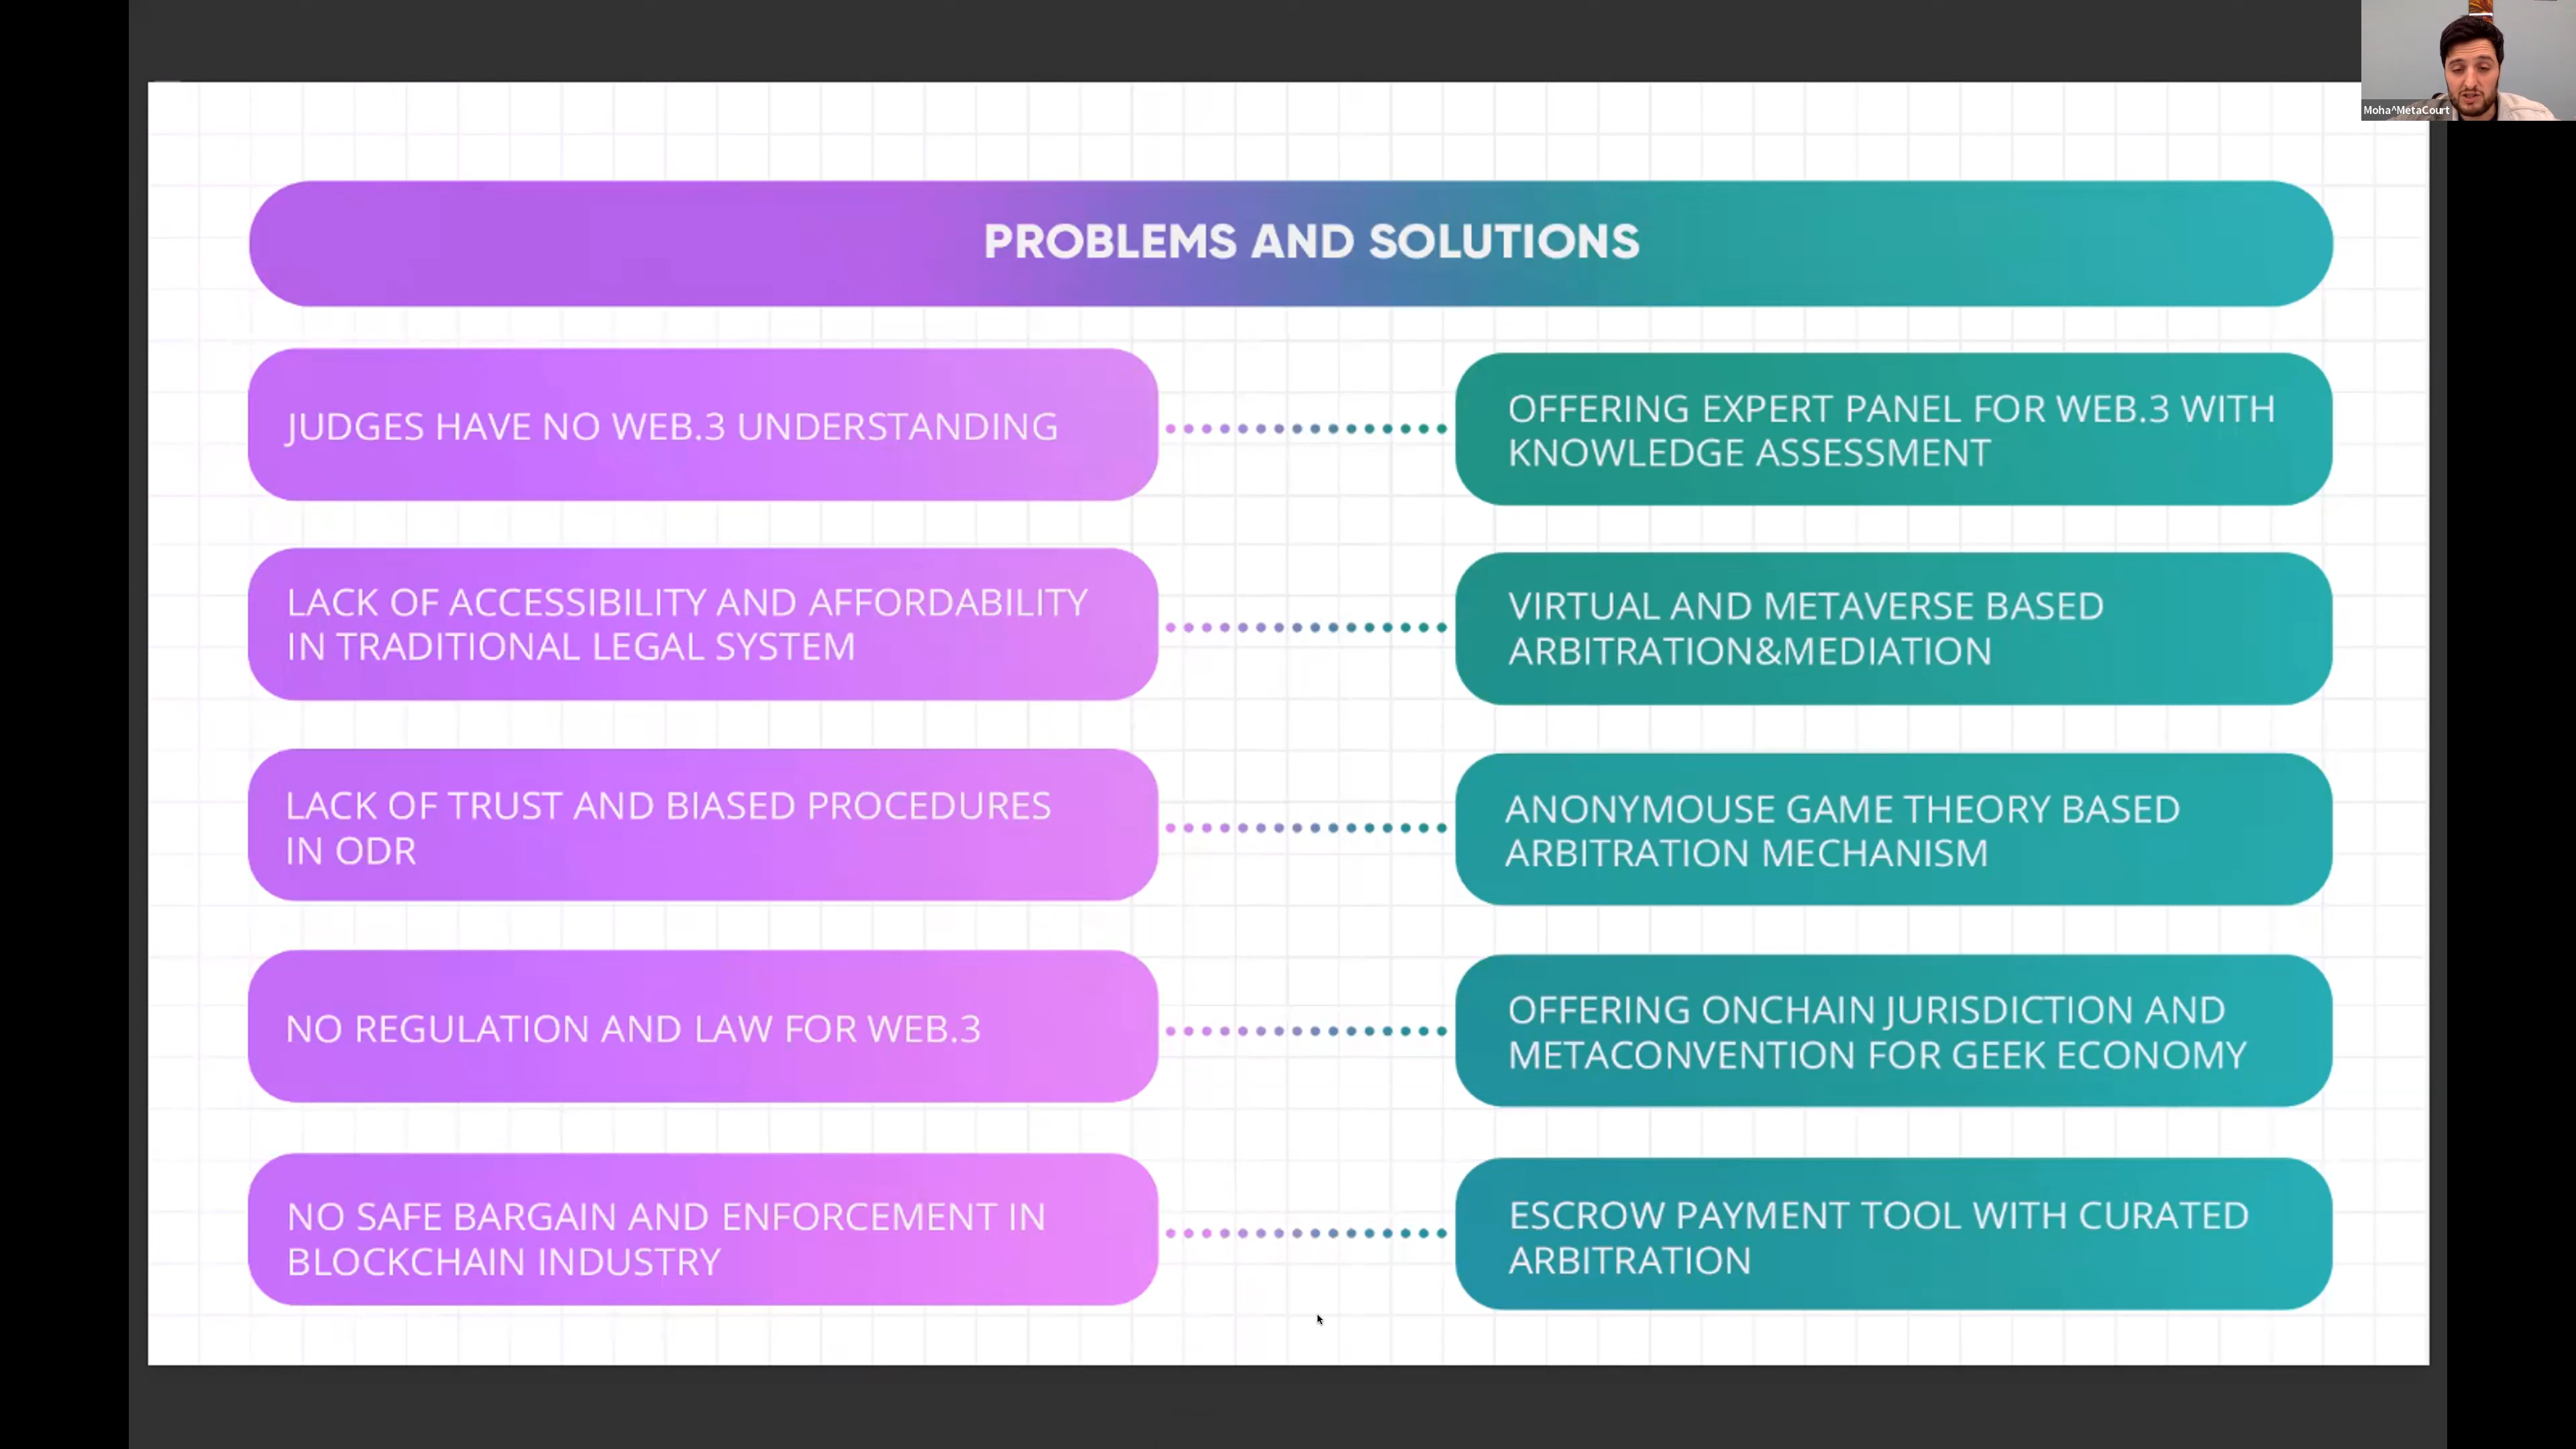 Moha^MetaCourt
PROBLEMS AND SOLUTIONS
JUDGES HAVE NO WEB.3 UNDERSTANDING
OFFERING EXPERT PANEL FOR WEB.3 WITH
KNOWLEDGE ASSESSMENT
LACK OF ACCESSIBILITY AND AFFORDABILITY
IN TRADITIONAL LEGAL SYSTEM
VIRTUAL AND METAVERSE BASED
ARBITRATION&MEDIATION
LACK OF TRUST AND BIASED PROCEDURES
IN ODR
ANONYMOUSE GAME THEORY BASED
ARBITRATION MECHANISM
NO REGULATION AND LAW FOR WEB.3
OFFERING ONCHAIN JURISDICTION AND
METACONVENTION FOR GEEK ECONOMY
NO SAFE BARGAIN AND ENFORCEMENT IN
BLOCKCHAIN INDUSTRY
ESCROW PAYMENT TOOL WITH CURATED
ARBITRATION